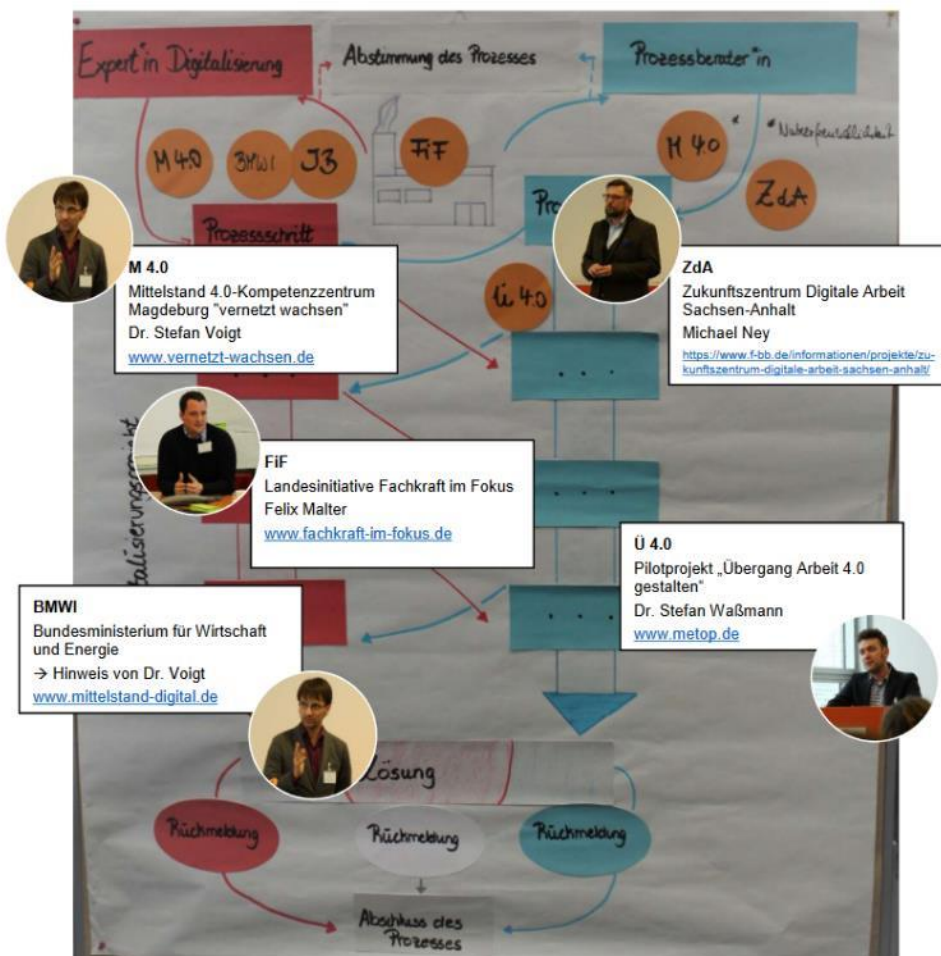 Expert*in Digitalisierung
Abstimmung des Prozesses
Prozessberater*in
M 4.0
BMWI
J3
FiF
M 4.0 *
* Nutzerfreundlichkeit
ZdA
Prozessschritt
Ü 4.0
M 4.0
Mittelstand 4.0-Kompetenzzentrum
Magdeburg "vernetzt wachsen"
Dr. Stefan Voigt
www.vernetzt-wachsen.de
ZdA
Zukunftszentrum Digitale Arbeit
Sachsen-Anhalt
Michael Ney
https://www.f-bb.de/informationen/projekte/zu-
kunftszentrum-digitale-arbeit-sachsen-anhalt/
. . .
. . .
FiF
Landesinitiative Fachkraft im Fokus
Felix Malter
www.fachkraft-im-fokus.de
. . .
Ü 4.0
Pilotprojekt „Übergang Arbeit 4.0
gestalten“
Dr. Stefan Waßmann
www.metop.de
. . .
BMWI
Bundesministerium für Wirtschaft
und Energie
→ Hinweis von Dr. Voigt
www.mittelstand-digital.de
Lösung
Rückmeldung
Rückmeldung
Rückmeldung
Abschluss des
Prozesses